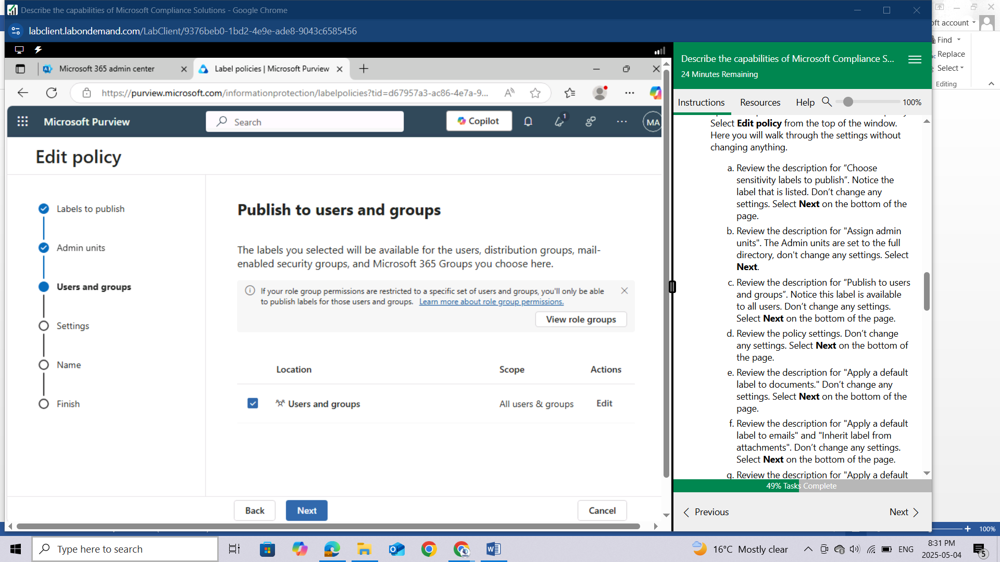 Describe the capabilities of Microsoft Compliance Solutions - Google Chrome
labclient.labondemand.com/LabClient/9376beb0-1bd2-4e9e-ade8-9043c6585456
Microsoft 365 admin center
Label policies | Microsoft Purview
https://purview.microsoft.com/informationprotection/labelpolicies?tid=d67957a3-ac86-4e7a-9...
Microsoft Purview
Search
Copilot
1
MA
Edit policy
Labels to publish
Admin units
Users and groups
Settings
Name
Finish
Publish to users and groups
The labels you selected will be available for the users, distribution groups, mail-
enabled security groups, and Microsoft 365 Groups you choose here.
If your role group permissions are restricted to a specific set of users and groups, you'll only be able
to publish labels for those users and groups. Learn more about role group permissions.
View role groups
Location Scope Actions
Users and groups All users & groups Edit
Back Next Cancel
Describe the capabilities of Microsoft Compliance S...
24 Minutes Remaining
Instructions Resources Help 100%
Select Edit policy from the top of the window.
Here you will walk through the settings without
changing anything.
a. Review the description for “Choose
sensitivity labels to publish”. Notice the
label that is listed. Don’t change any
settings. Select Next on the bottom of the
page.
b. Review the description for "Assign admin
units". The Admin units are set to the full
directory, don't change any settings. Select
Next.
c. Review the description for “Publish to users
and groups”. Notice this label is available
to all users. Don’t change any settings.
Select Next on the bottom of the page.
d. Review the policy settings. Don’t change
any settings. Select Next on the bottom of
the page.
e. Review the description for "Apply a default
label to documents." Don’t change any
settings. Select Next on the bottom of the
page.
f. Review the description for "Apply a default
label to emails" and "Inherit label from
attachments". Don’t change any settings.
Select Next on the bottom of the page.
g. Review the description for "Apply a default
49% Tasks Complete
Previous
Next
account
Find
Replace
Select
Editing
100%
Type here to search
16°C Mostly clear
ENG
8:31 PM
2025-05-04
5